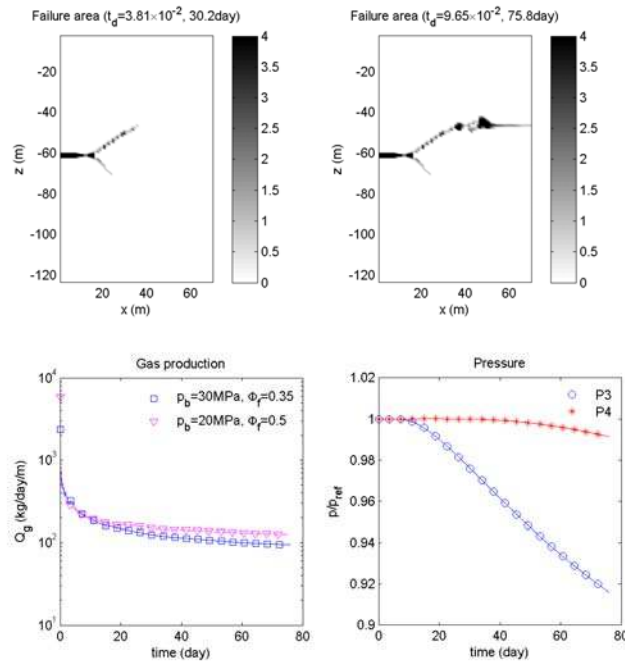 Failure area (t_d=3.81×10^-2, 30.2day)
Failure area (t_d=9.65×10^-2, 75.8day)
-20
-40
-60
-80
-100
-120
z (m)
20 40 60
x (m)
4
3.5
3
2.5
2
1.5
1
0.5
0
-20
-40
-60
-80
-100
-120
z (m)
20 40 60
x (m)
4
3.5
3
2.5
2
1.5
1
0.5
0
Gas production
p_b=30MPa, Φ_f=0.35
p_b=20MPa, Φ_f=0.5
10^4
10^3
10^2
10^1
Q_g (kg/day/m)
0 20 40 60 80
time (day)
Pressure
P3
P4
1.02
1
0.98
0.96
0.94
0.92
0.9
p/p_ref
0 20 40 60 80
time (day)